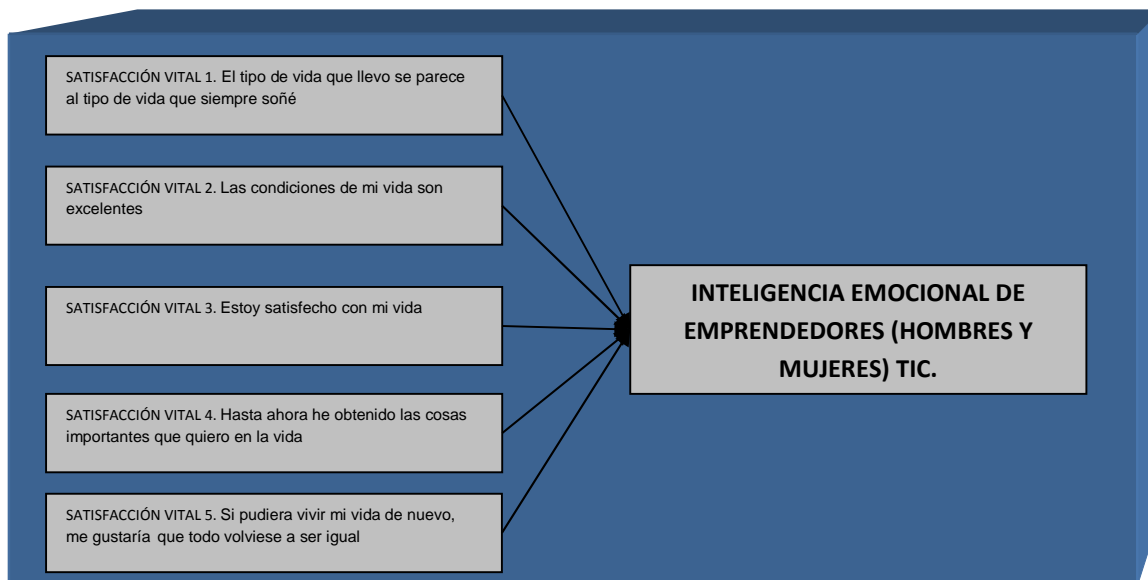 SATISFACCIÓN VITAL 1. El tipo de vida que llevo se parece
al tipo de vida que siempre soñé
SATISFACCIÓN VITAL 2. Las condiciones de mi vida son
excelentes
SATISFACCIÓN VITAL 3. Estoy satisfecho con mi vida
SATISFACCIÓN VITAL 4. Hasta ahora he obtenido las cosas
importantes que quiero en la vida
SATISFACCIÓN VITAL 5. Si pudiera vivir mi vida de nuevo,
me gustaría que todo volviese a ser igual
INTELIGENCIA EMOCIONAL DE
EMPRENDEDORES (HOMBRES Y
MUJERES) TIC.